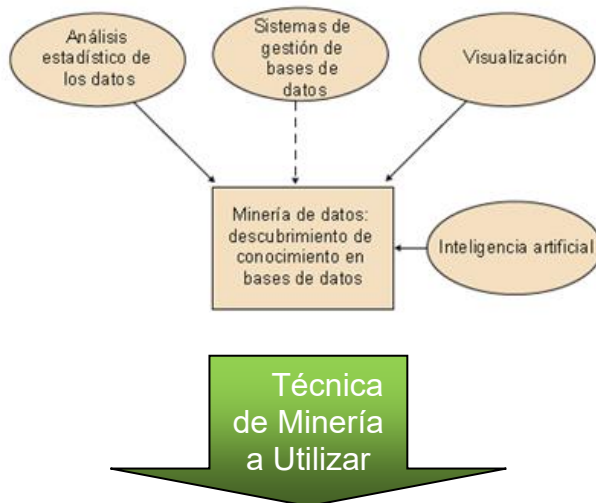 Análisis
estadístico de
los datos
Sistemas de
gestión de
bases de
datos
Visualización
Minería de datos:
descubrimiento de
conocimiento en
bases de datos
Inteligencia artificial
Técnica
de Minería
a Utilizar